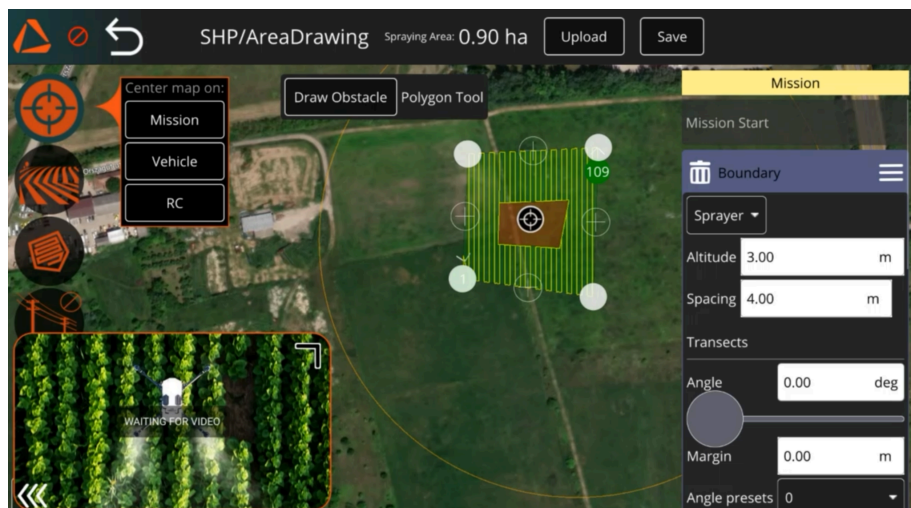 SHP/AreaDrawing
Spraying Area: 0.90 ha
Upload
Save
Center map on:
Mission
Vehicle
RC
Draw Obstacle
Polygon Tool
109
1
WAITING FOR VIDEO
Mission
Mission Start
Boundary
Sprayer
Altitude 3.00 m
Spacing 4.00 m
Transects
Angle 0.00 deg
Margin 0.00 m
Angle presets 0